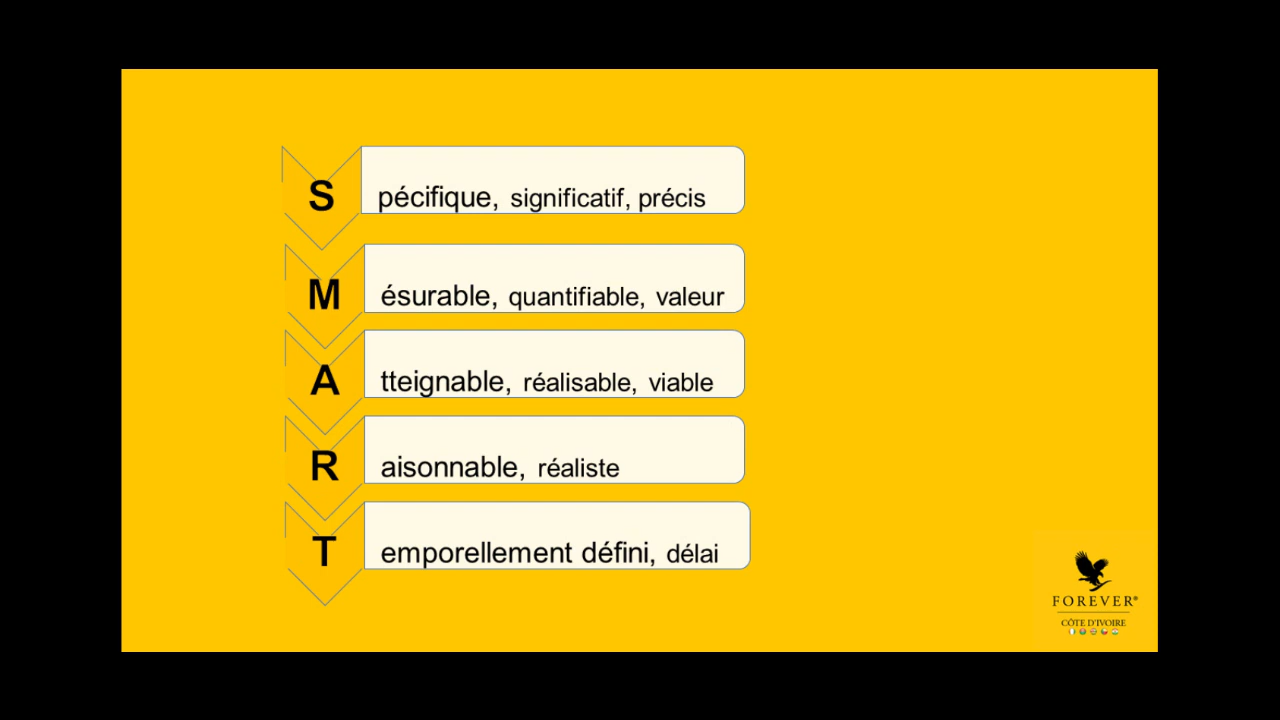 S pécifique, significatif, précis
M ésurable, quantifiable, valeur
A tteignable, réalisable, viable
R aisonnable, réaliste
T emporellement défini, délai
FOREVER®
CÔTE D'IVOIRE